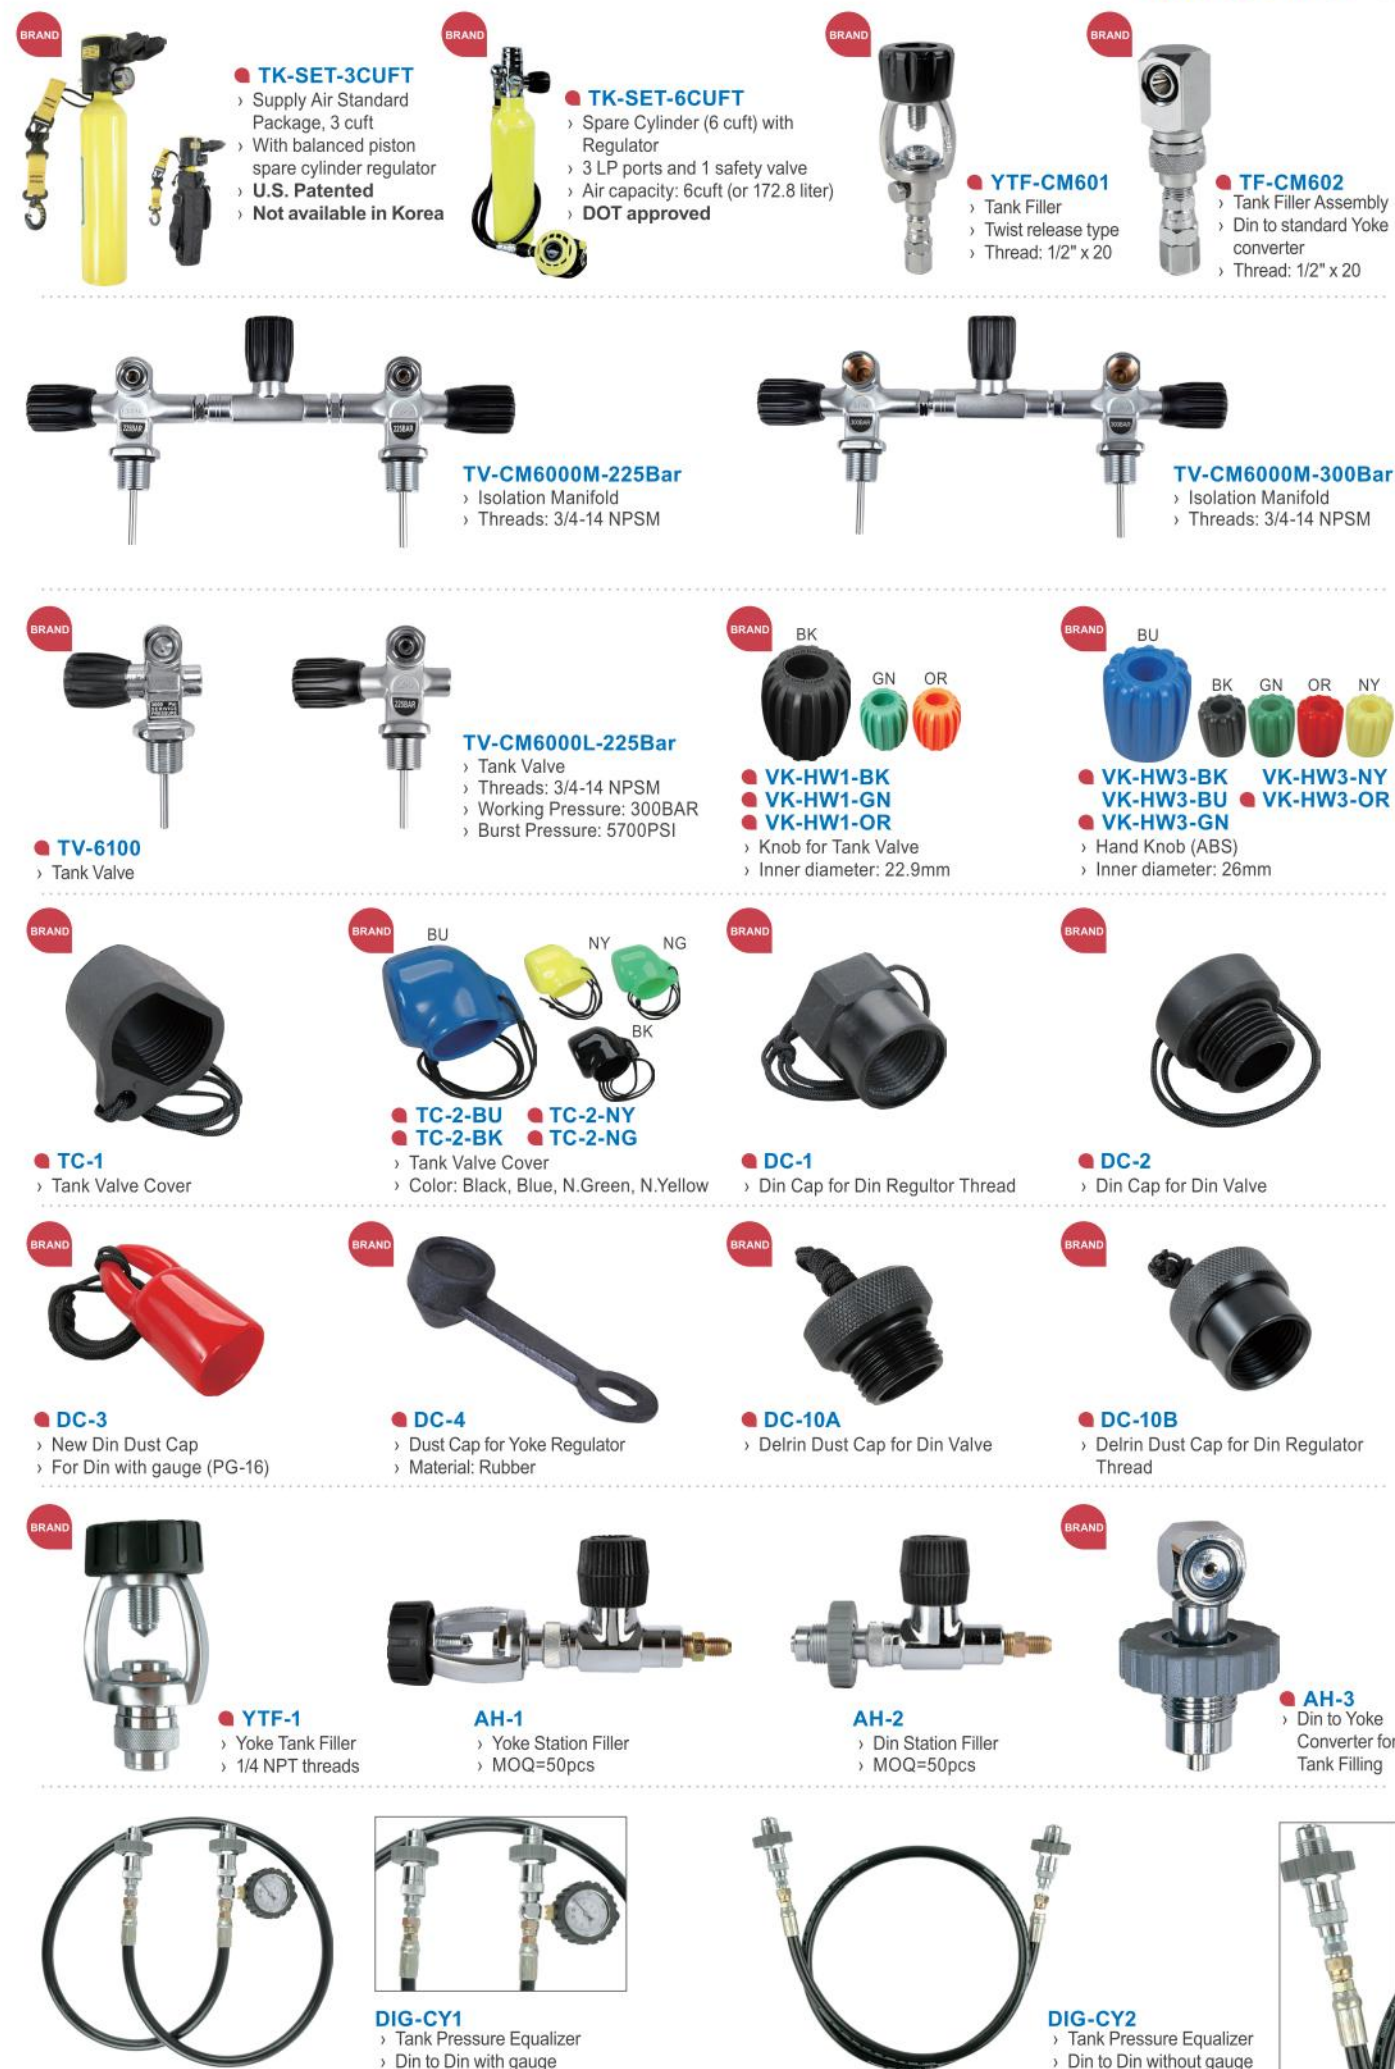 BRAND
TK-SET-3CUFT
› Supply Air Standard
Package, 3 cuft
› With balanced piston
spare cylinder regulator
› U.S. Patented
› Not available in Korea
BRAND
TK-SET-6CUFT
› Spare Cylinder (6 cuft) with
Regulator
› 3 LP ports and 1 safety valve
› Air capacity: 6cuft (or 172.8 liter)
› DOT approved
BRAND
YTF-CM601
› Tank Filler
› Twist release type
› Thread: 1/2" x 20
BRAND
TF-CM602
› Tank Filler Assembly
› Din to standard Yoke
converter
› Thread: 1/2" x 20
225BAR
225BAR
TV-CM6000M-225Bar
› Isolation Manifold
› Threads: 3/4-14 NPSM
300BAR
300BAR
TV-CM6000M-300Bar
› Isolation Manifold
› Threads: 3/4-14 NPSM
BRAND
TV-6100
› Tank Valve
225BAR
TV-CM6000L-225Bar
› Tank Valve
› Threads: 3/4-14 NPSM
› Working Pressure: 300BAR
› Burst Pressure: 5700PSI
BRAND
BK
GN
OR
VK-HW1-BK
VK-HW1-GN
VK-HW1-OR
› Knob for Tank Valve
› Inner diameter: 22.9mm
BRAND
BU
BK
GN
OR
NY
VK-HW3-BK VK-HW3-NY
VK-HW3-BU VK-HW3-OR
VK-HW3-GN
› Hand Knob (ABS)
› Inner diameter: 26mm
BRAND
TC-1
› Tank Valve Cover
BRAND
BU
NY
NG
BK
TC-2-BU TC-2-NY
TC-2-BK TC-2-NG
› Tank Valve Cover
› Color: Black, Blue, N.Green, N.Yellow
BRAND
DC-1
› Din Cap for Din Regultor Thread
BRAND
DC-2
› Din Cap for Din Valve
BRAND
DC-3
› New Din Dust Cap
› For Din with gauge (PG-16)
BRAND
DC-4
› Dust Cap for Yoke Regulator
› Material: Rubber
BRAND
DC-10A
› Delrin Dust Cap for Din Valve
BRAND
DC-10B
› Delrin Dust Cap for Din Regulator
Thread
BRAND
YTF-1
› Yoke Tank Filler
› 1/4 NPT threads
AH-1
› Yoke Station Filler
› MOQ=50pcs
AH-2
› Din Station Filler
› MOQ=50pcs
BRAND
AH-3
› Din to Yoke
Converter for
Tank Filling
DIG-CY1
› Tank Pressure Equalizer
› Din to Din with gauge
DIG-CY2
› Tank Pressure Equalizer
› Din to Din without gauge